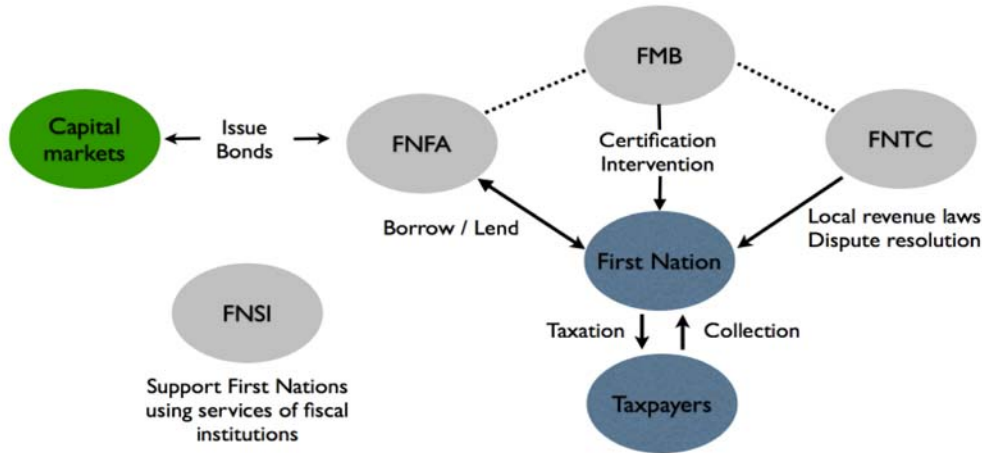 FMB
Capital
markets
Issue
Bonds
FNFA
Certification
Intervention
FNTC
Borrow / Lend
Local revenue laws
Dispute resolution
First Nation
FNSI
Taxation
Collection
Support First Nations
using services of fiscal
institutions
Taxpayers